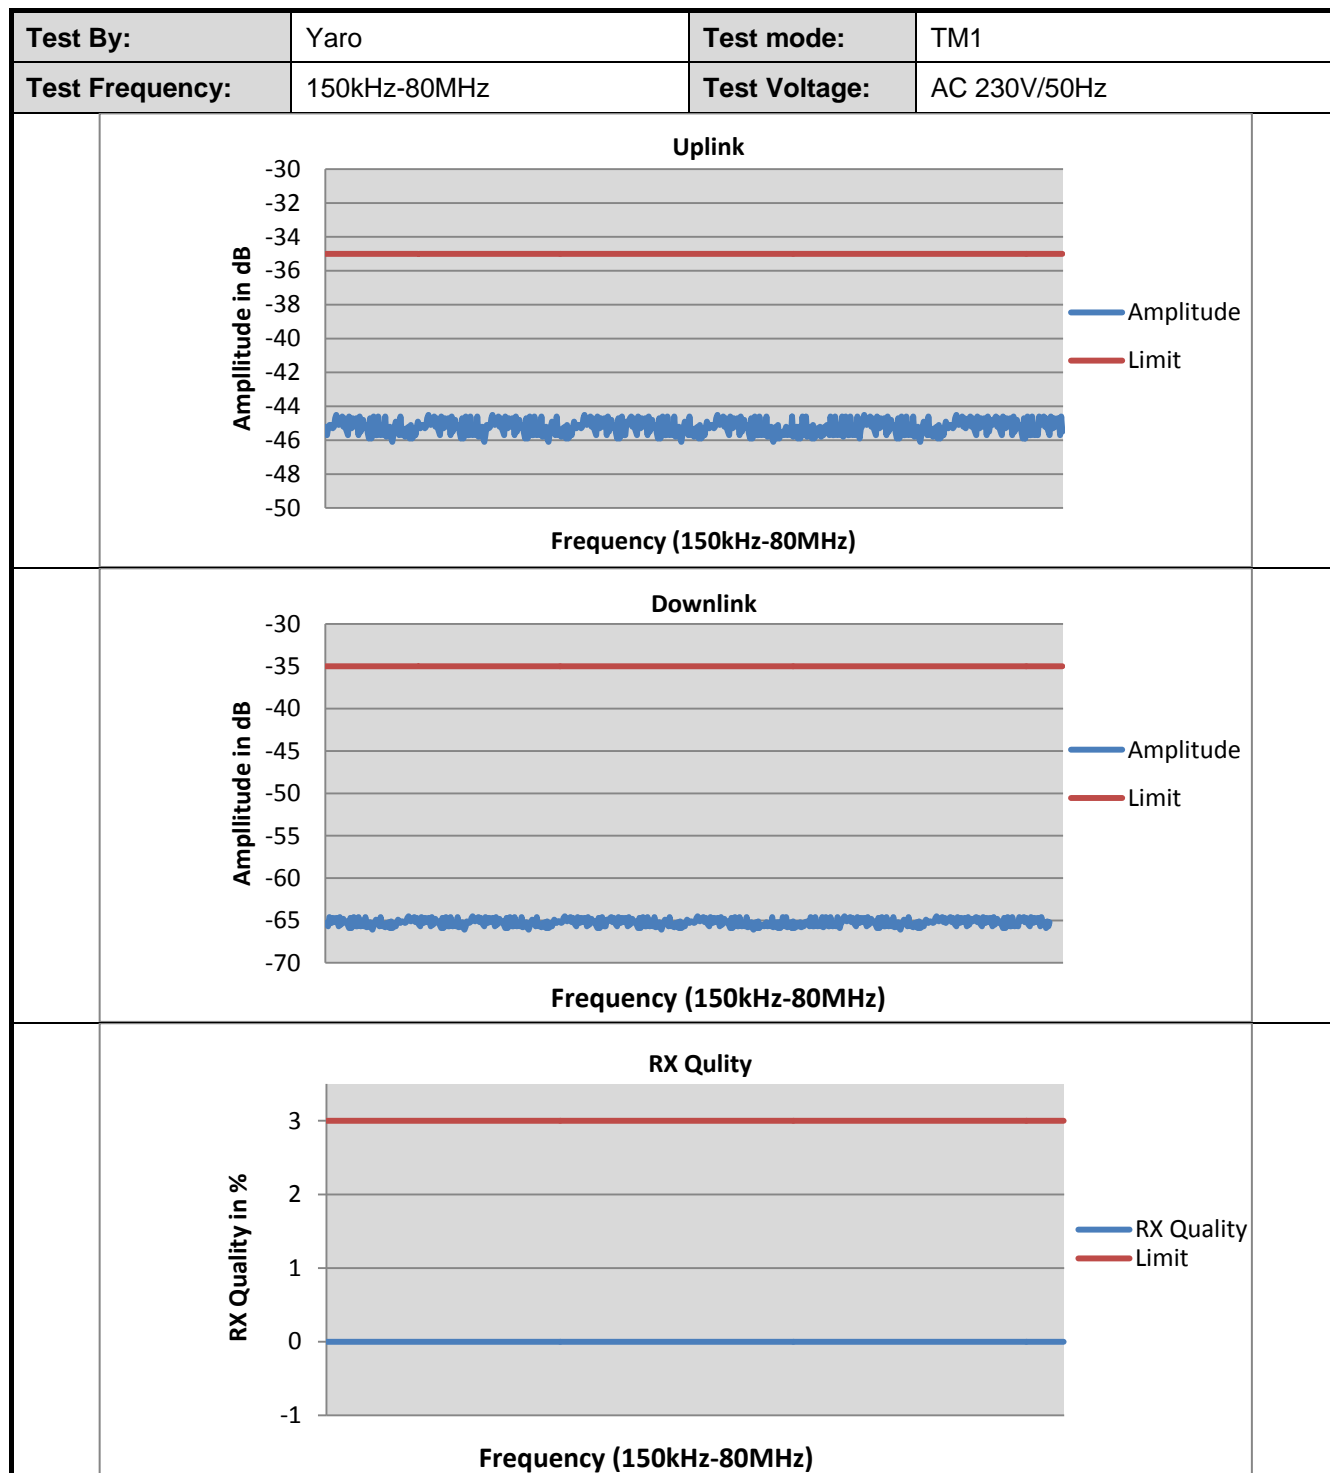 Test By: Yaro Test mode: TM1
Test Frequency: 150kHz-80MHz Test Voltage: AC 230V/50Hz
Uplink
-30
-32
-34
-36
-38
-40
-42
-44
-46
-48
-50
Ampllitude in dB
Amplitude
Limit
Frequency (150kHz-80MHz)
Downlink
-30
-35
-40
-45
-50
-55
-60
-65
-70
Ampllitude in dB
Amplitude
Limit
Frequency (150kHz-80MHz)
RX Qulity
3
2
1
0
-1
RX Quality in %
RX Quality
Limit
Frequency (150kHz-80MHz)